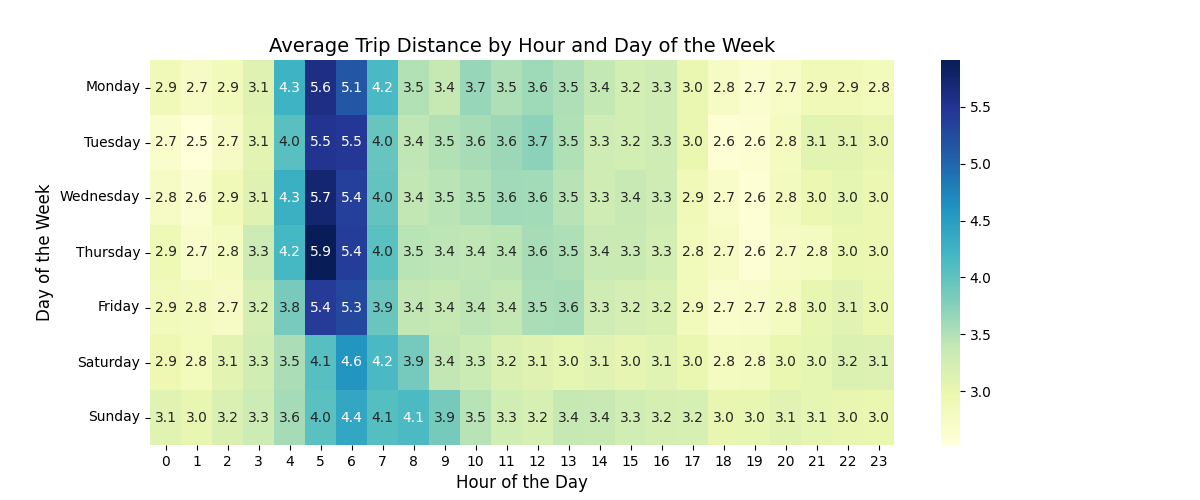 Average Trip Distance by Hour and Day of the Week
Monday 2.9 2.7 2.9 3.1 4.3 5.6 5.1 4.2 3.5 3.4 3.7 3.5 3.6 3.5 3.4 3.2 3.3 3.0 2.8 2.7 2.7 2.9 2.9 2.8
Tuesday 2.7 2.5 2.7 3.1 4.0 5.5 5.5 4.0 3.4 3.5 3.6 3.6 3.7 3.5 3.3 3.2 3.3 3.0 2.6 2.6 2.8 3.1 3.1 3.0
Wednesday 2.8 2.6 2.9 3.1 4.3 5.7 5.4 4.0 3.4 3.5 3.5 3.6 3.6 3.5 3.3 3.4 3.3 2.9 2.7 2.6 2.8 3.0 3.0 3.0
Thursday 2.9 2.7 2.8 3.3 4.2 5.9 5.4 4.0 3.5 3.4 3.4 3.4 3.6 3.5 3.4 3.3 3.3 2.8 2.7 2.6 2.7 2.8 3.0 3.0
Friday 2.9 2.8 2.7 3.2 3.8 5.4 5.3 3.9 3.4 3.4 3.4 3.4 3.5 3.6 3.3 3.2 3.2 2.9 2.7 2.7 2.8 3.0 3.1 3.0
Saturday 2.9 2.8 3.1 3.3 3.5 4.1 4.6 4.2 3.9 3.4 3.3 3.2 3.1 3.0 3.1 3.0 3.1 3.0 2.8 2.8 3.0 3.0 3.2 3.1
Sunday 3.1 3.0 3.2 3.3 3.6 4.0 4.4 4.1 4.1 3.9 3.5 3.3 3.2 3.4 3.4 3.3 3.2 3.2 3.0 3.0 3.1 3.1 3.0 3.0
0 1 2 3 4 5 6 7 8 9 10 11 12 13 14 15 16 17 18 19 20 21 22 23
Hour of the Day
Day of the Week
5.5
5.0
4.5
4.0
3.5
3.0